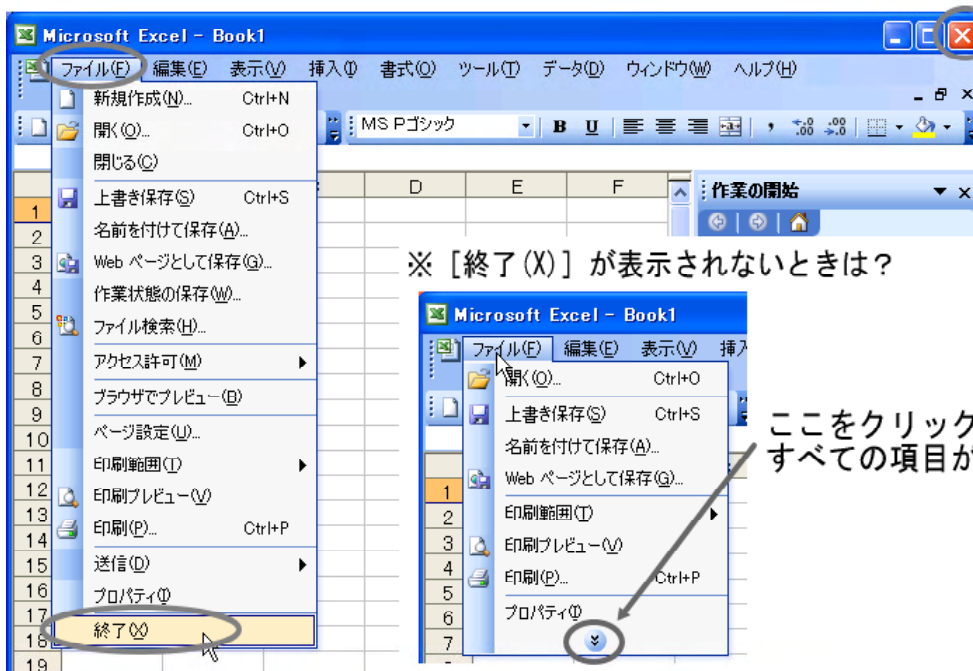 Microsoft Excel - Book1
ファイル(F) 編集(E) 表示(V) 挿入(I) 書式(O) ツール(T) データ(D) ウィンドウ(W) ヘルプ(H)
新規作成(N)... Ctrl+N
開く(O)... Ctrl+O
閉じる(C)
上書き保存(S) Ctrl+S
名前を付けて保存(A)...
Web ページとして保存(G)...
作業状態の保存(W)...
ファイル検索(H)...
アクセス許可(M)
ブラウザでプレビュー(B)
ページ設定(U)...
印刷範囲(T)
印刷プレビュー(V)
印刷(P)... Ctrl+P
送信(D)
プロパティ(I)
終了(X)
MS Pゴシック
B U
D E F
作業の開始
1
2
3
4
5
6
7
8
9
10
11
12
13
14
15
16
17
18
19
※［終了(X)］が表示されないときは？
Microsoft Excel - Book1
ファイル(F) 編集(E) 表示(V) 挿入
開く(O)... Ctrl+O
上書き保存(S) Ctrl+S
名前を付けて保存(A)...
Web ページとして保存(G)...
印刷範囲(T)
印刷プレビュー(V)
印刷(P)... Ctrl+P
プロパティ(I)
1
2
3
4
5
6
7
ここをクリック
すべての項目が